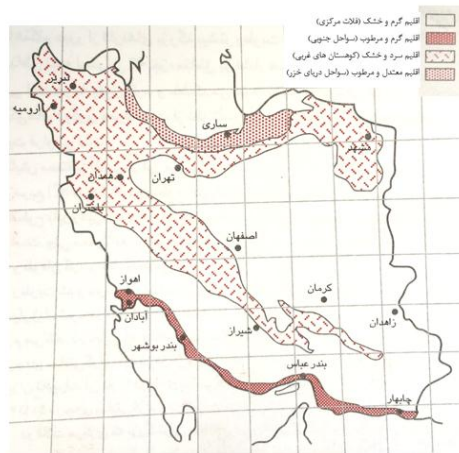 اقلیم گرم و خشک (فلات مرکزی)
اقلیم گرم و مرطوب (سواحل جنوبی)
اقلیم سرد و خشک (کوهستان های غربی)
اقلیم معتدل و مرطوب (سواحل دریای خزر)
تبریز
ارومیه
ساری
مشهد
تهران
همدان
باختران
اصفهان
اهواز
آبادان
کرمان
زاهدان
شیراز
بندر بوشهر
بندر عباس
چابهار